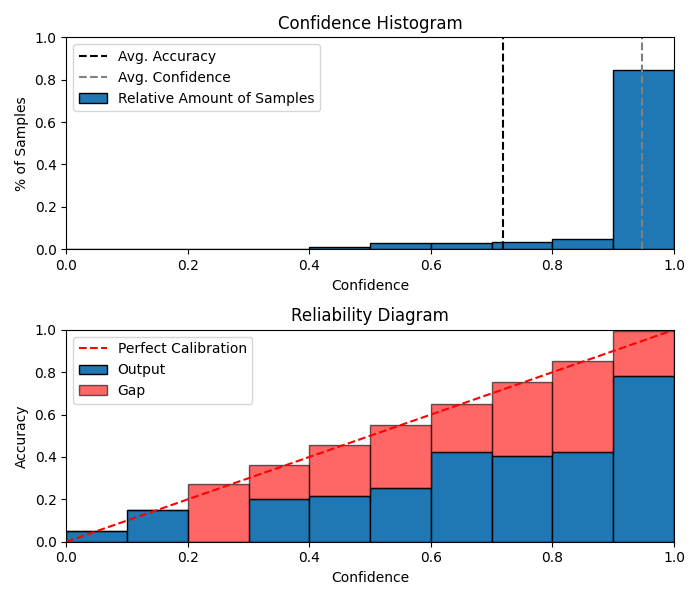 Confidence Histogram
1.0
0.8
0.6
0.4
0.2
0.0
% of Samples
Avg. Accuracy
Avg. Confidence
Relative Amount of Samples
0.0 0.2 0.4 0.6 0.8 1.0
Confidence
Reliability Diagram
1.0
0.8
0.6
0.4
0.2
0.0
Accuracy
Perfect Calibration
Output
Gap
0.0 0.2 0.4 0.6 0.8 1.0
Confidence